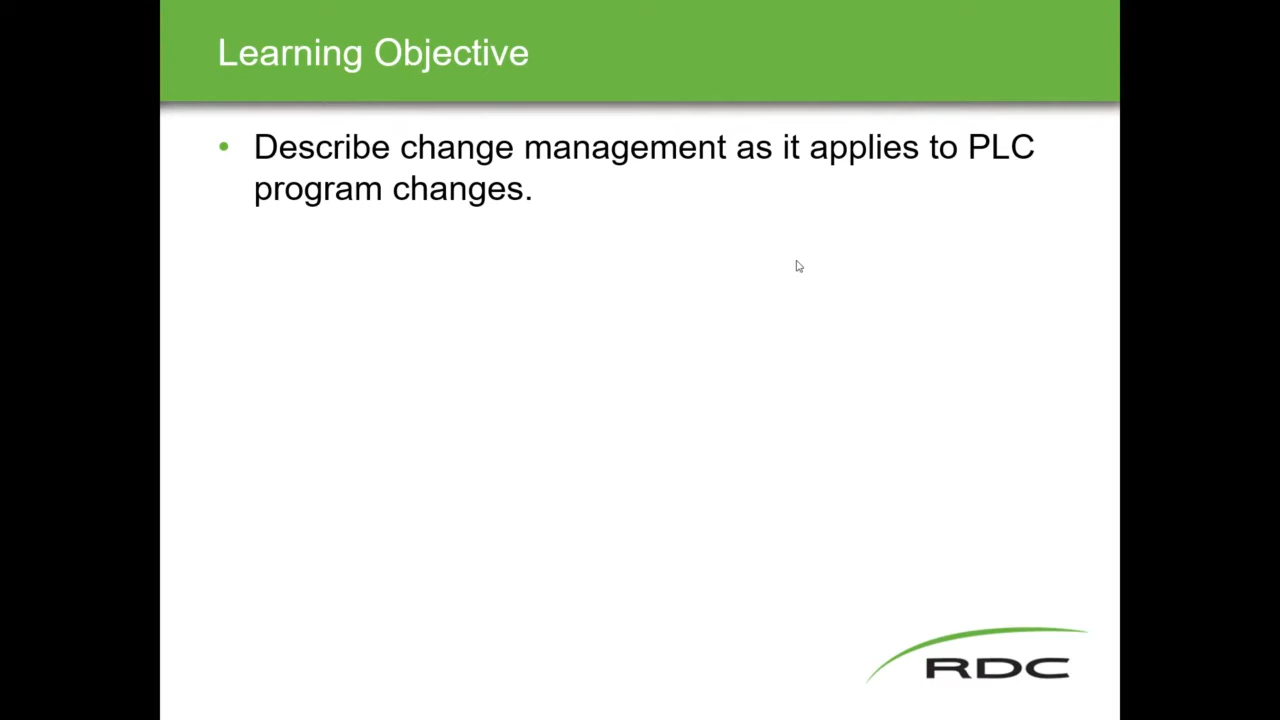 Learning Objective
• Describe change management as it applies to PLC
program changes.
RDC